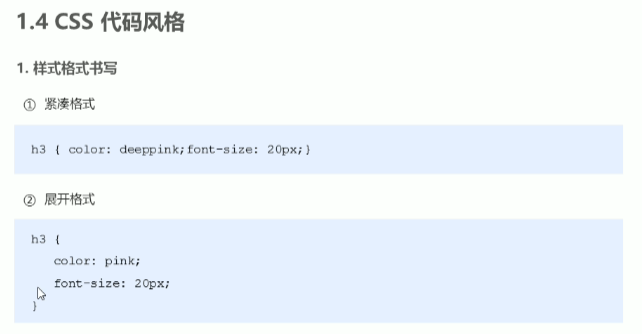 1.4 CSS 代码风格
1. 样式格式书写
① 紧凑格式
h3 { color: deeppink;font-size: 20px;}
② 展开格式
h3 {
color: pink;
font-size: 20px;
}